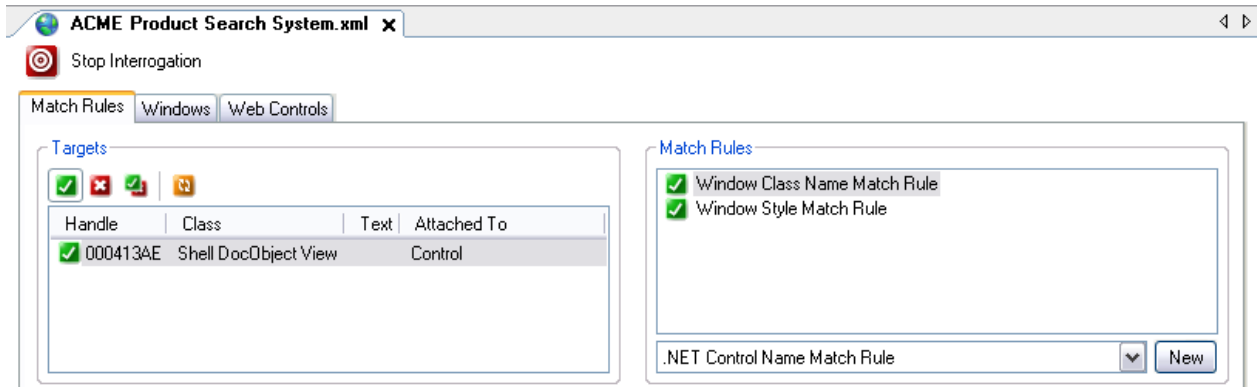 ACME Product Search System.xml
Stop Interrogation
Match Rules Windows Web Controls
Targets
Handle Class Text Attached To
000413AE Shell DocObject View Control
Match Rules
Window Class Name Match Rule
Window Style Match Rule
.NET Control Name Match Rule New